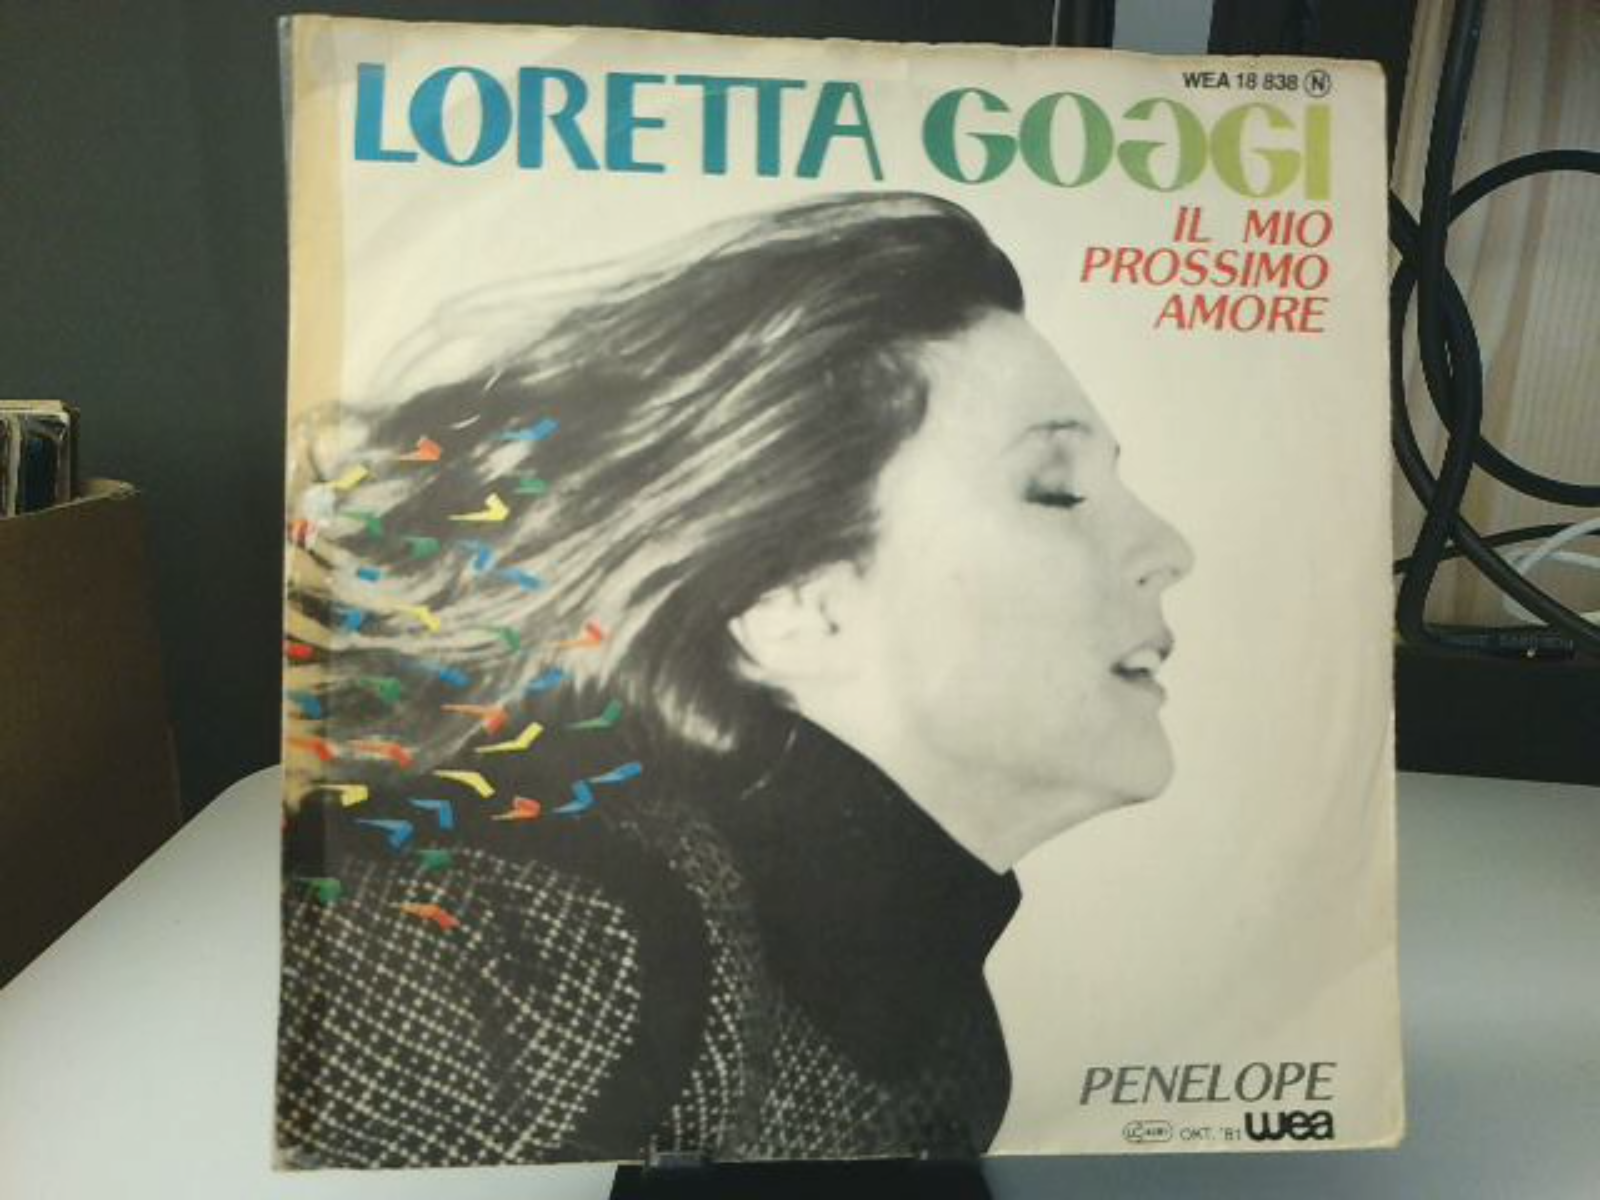 WEA 18 838 Ⓝ
LORETTA GOGGI
IL MIO
PROSSIMO
AMORE
PENELOPE
OKT. '81 wea